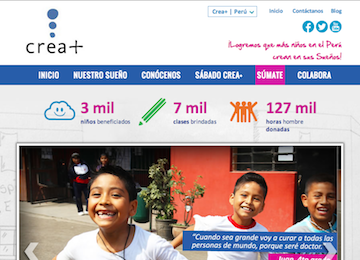 crea+
Crea+ | Perú
Inicio
Contáctanos
Blog
¡Logremos que más niños en el Perú
crean en sus Sueños!
INICIO
NUESTRO SUEÑO
CONÓCENOS
SÁBADO CREA+
SÚMATE
COLABORA
3 mil
niños beneficiados
7 mil
clases brindadas
127 mil
horas hombre
donadas
“Cuando sea grande voy a curar a todas las
personas de mundo, porque seré doctor.